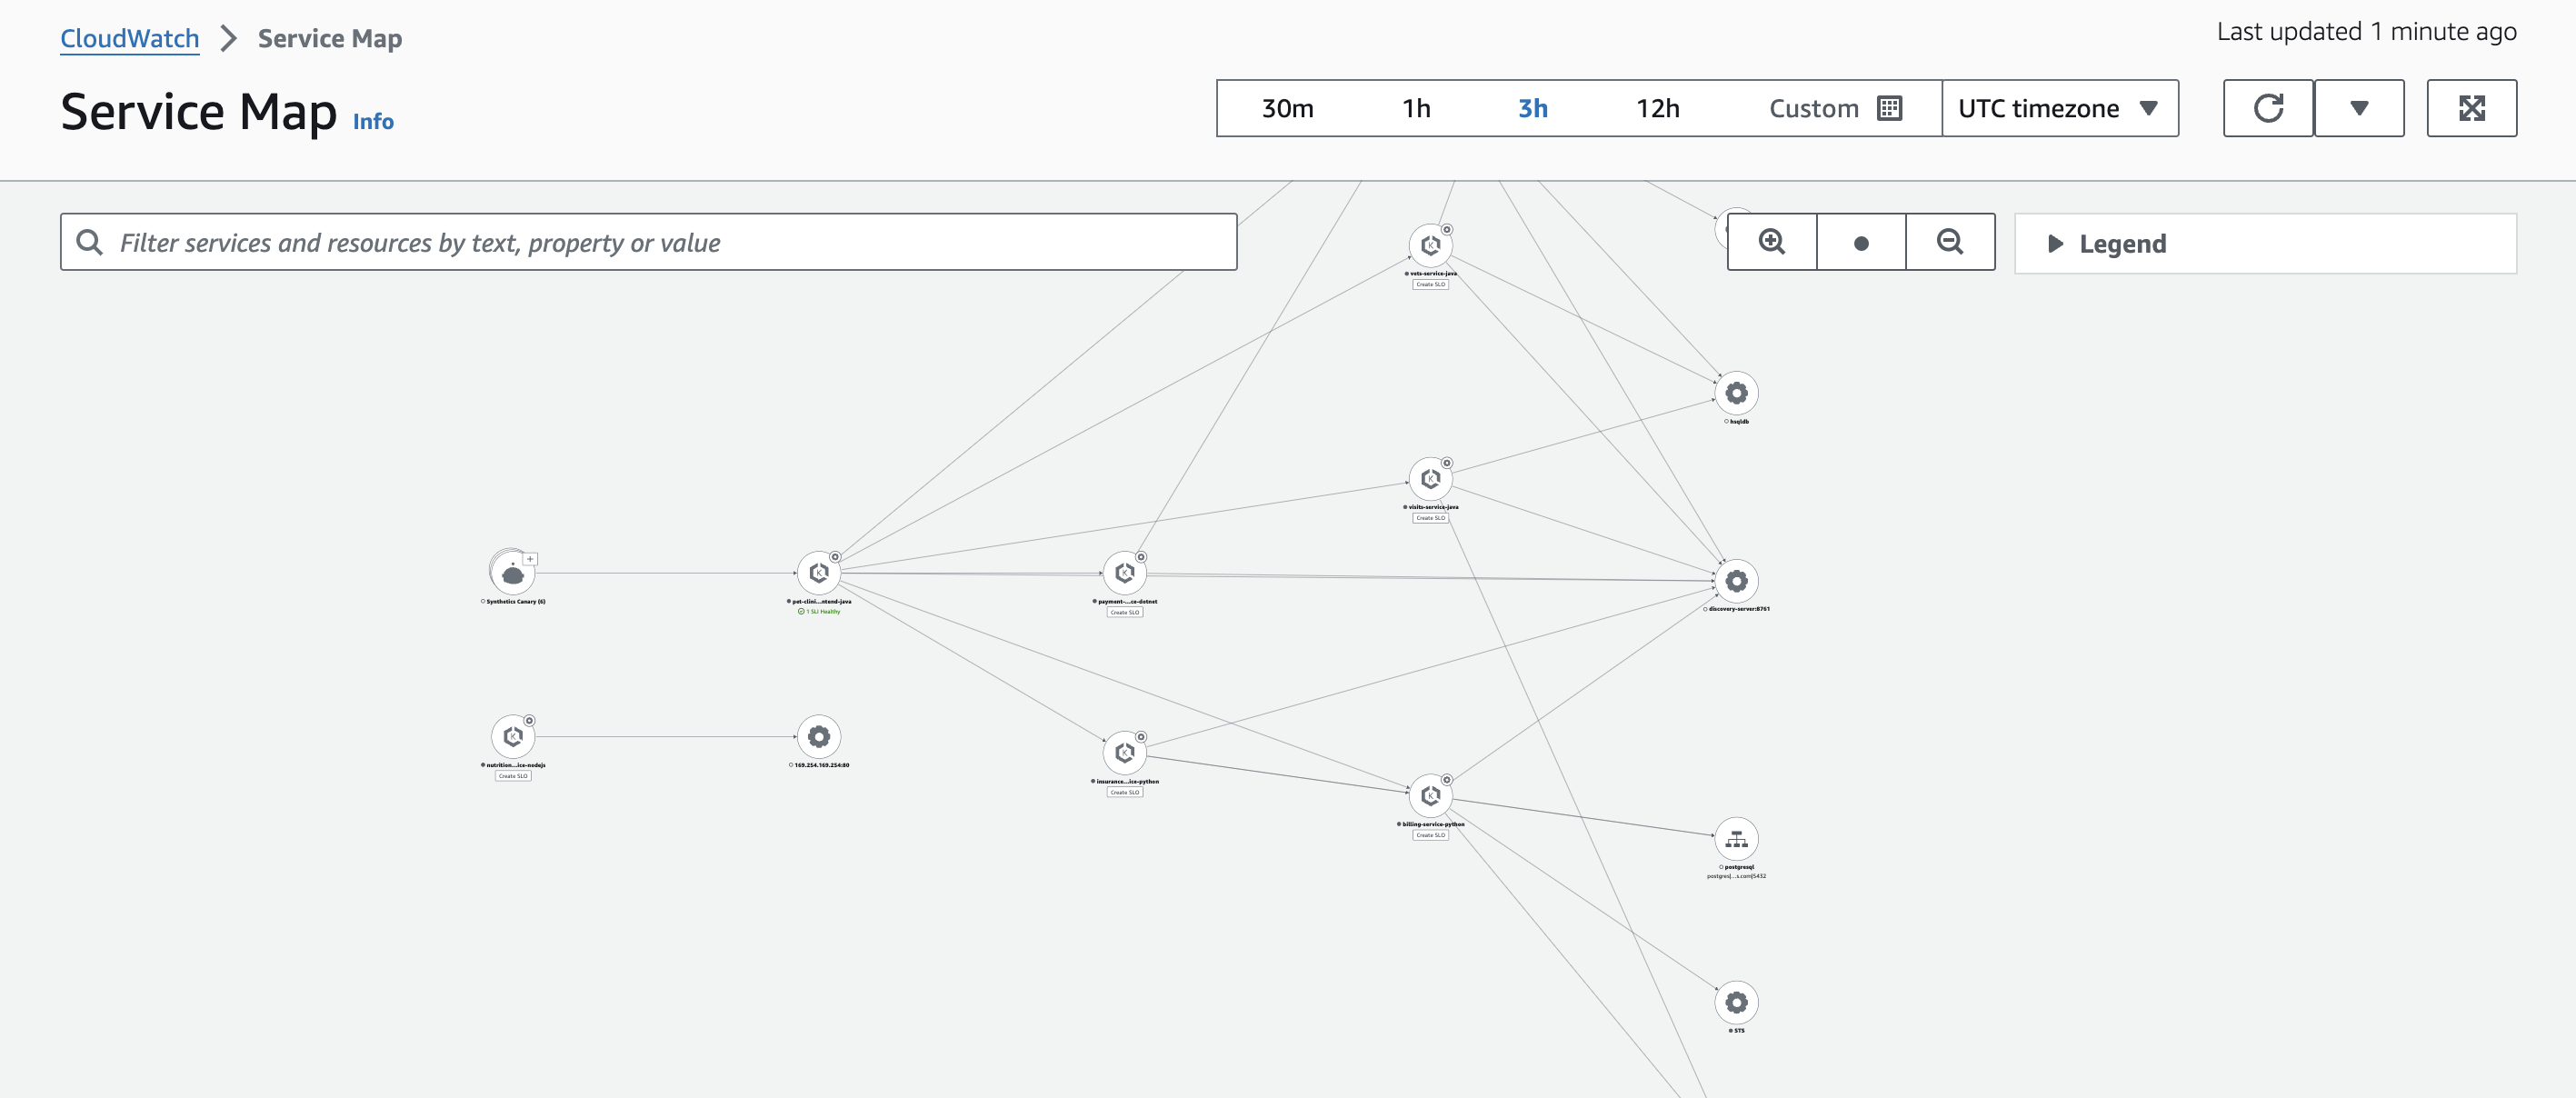 CloudWatch
Service Map
Last updated 1 minute ago
Service Map Info
30m 1h 3h 12h Custom UTC timezone
Filter services and resources by text, property or value
Legend
vets-service-java
Create SLO
hsqldb
visits-service-java
Create SLO
Synthetics Canary (6)
pet-clini...ntend-java
1 SLI Healthy
payment-...ce-dotnet
Create SLO
discovery-server:8761
nutrition...ice-nodejs
Create SLO
169.254.169.254:80
insurance...ice-python
Create SLO
billing-service-python
Create SLO
postgresql
postgres|...s.com|5432
STS